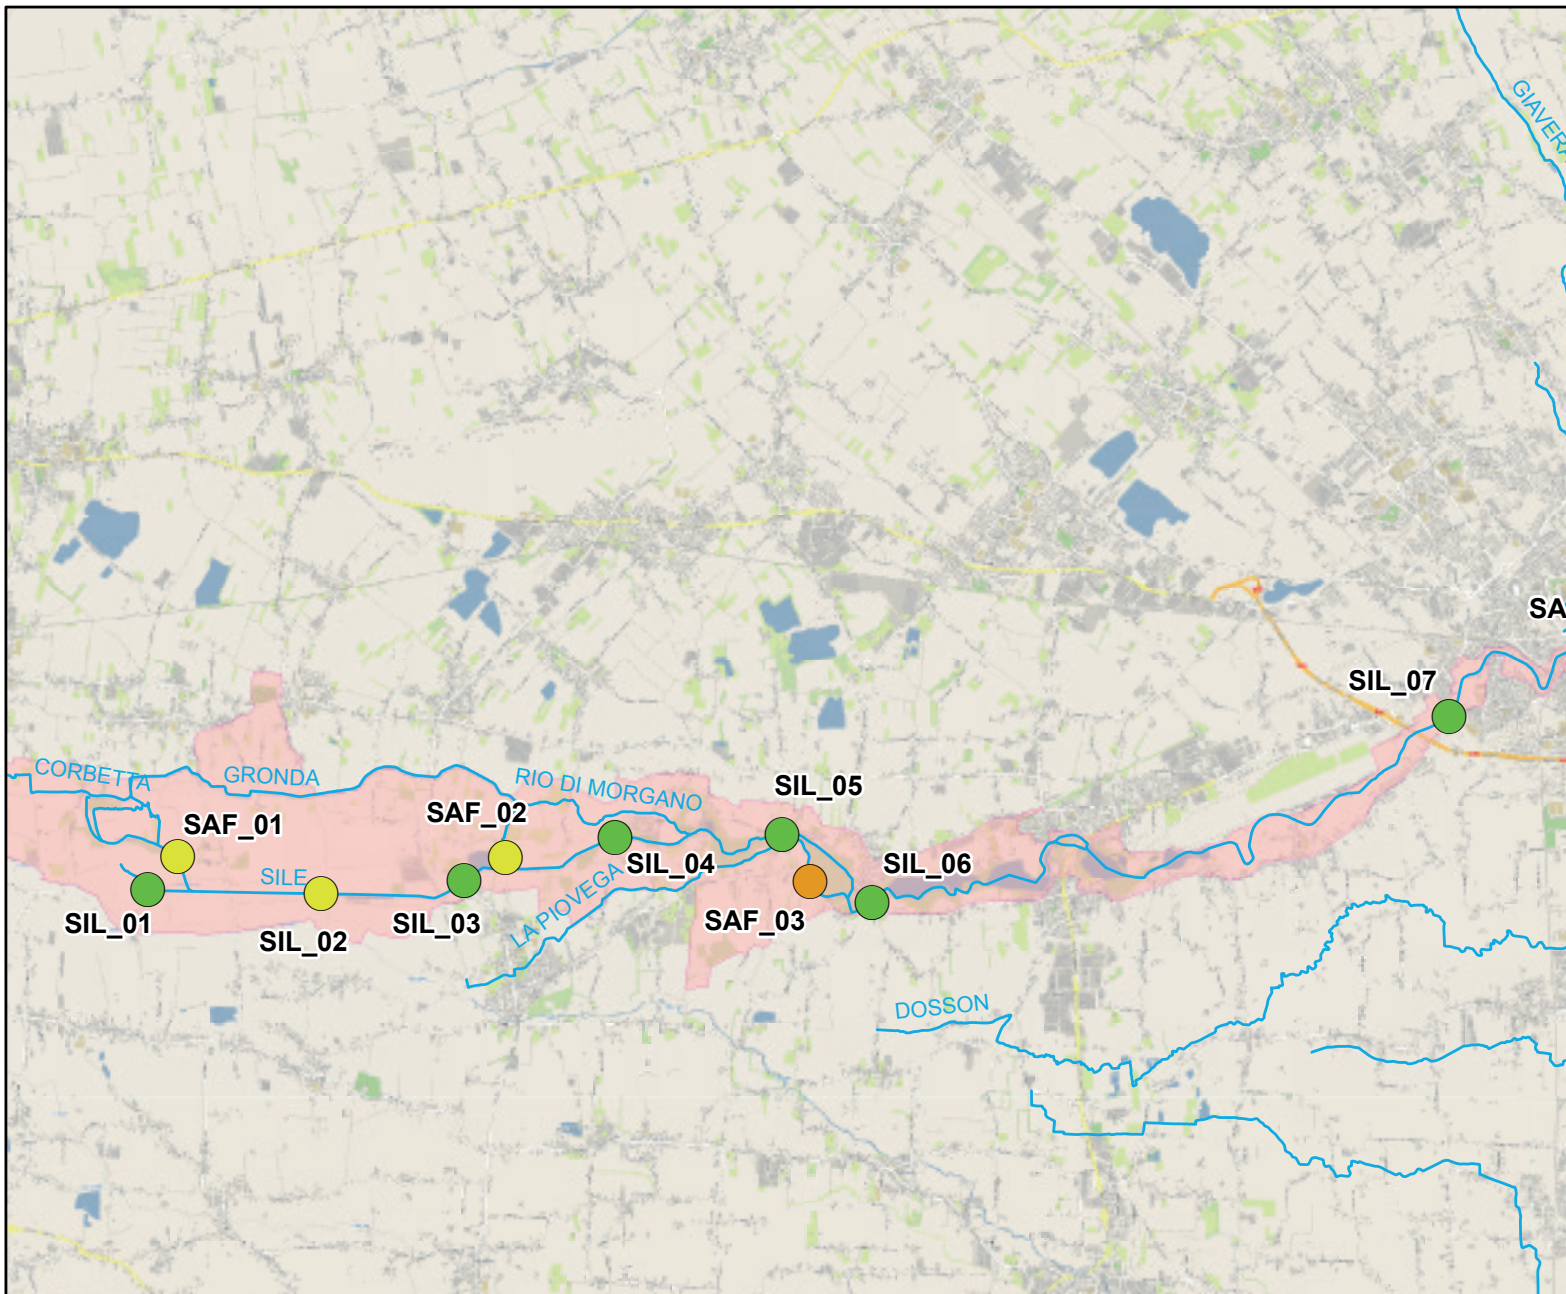 GIAVERA
SA
SIL_07
CORBETTA
GRONDA
RIO DI MORGANO
SIL_05
SAF_02
SAF_01
SIL_04
SIL_06
SILE
LA PIOVEGA
SIL_01
SIL_02
SIL_03
SAF_03
DOSSON